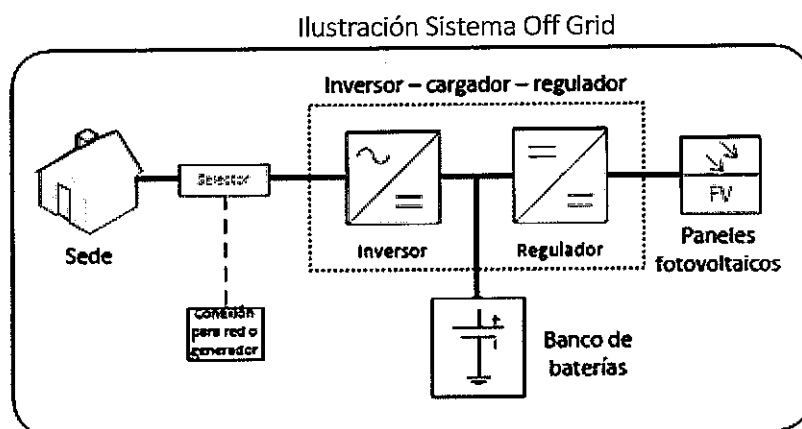 Ilustración Sistema Off Grid
Inversor – cargador – regulador
Selector
PV
Sede
Inversor
Regulador
Paneles
fotovoltaicos
Conexión
para red o
generador
Banco de
baterías